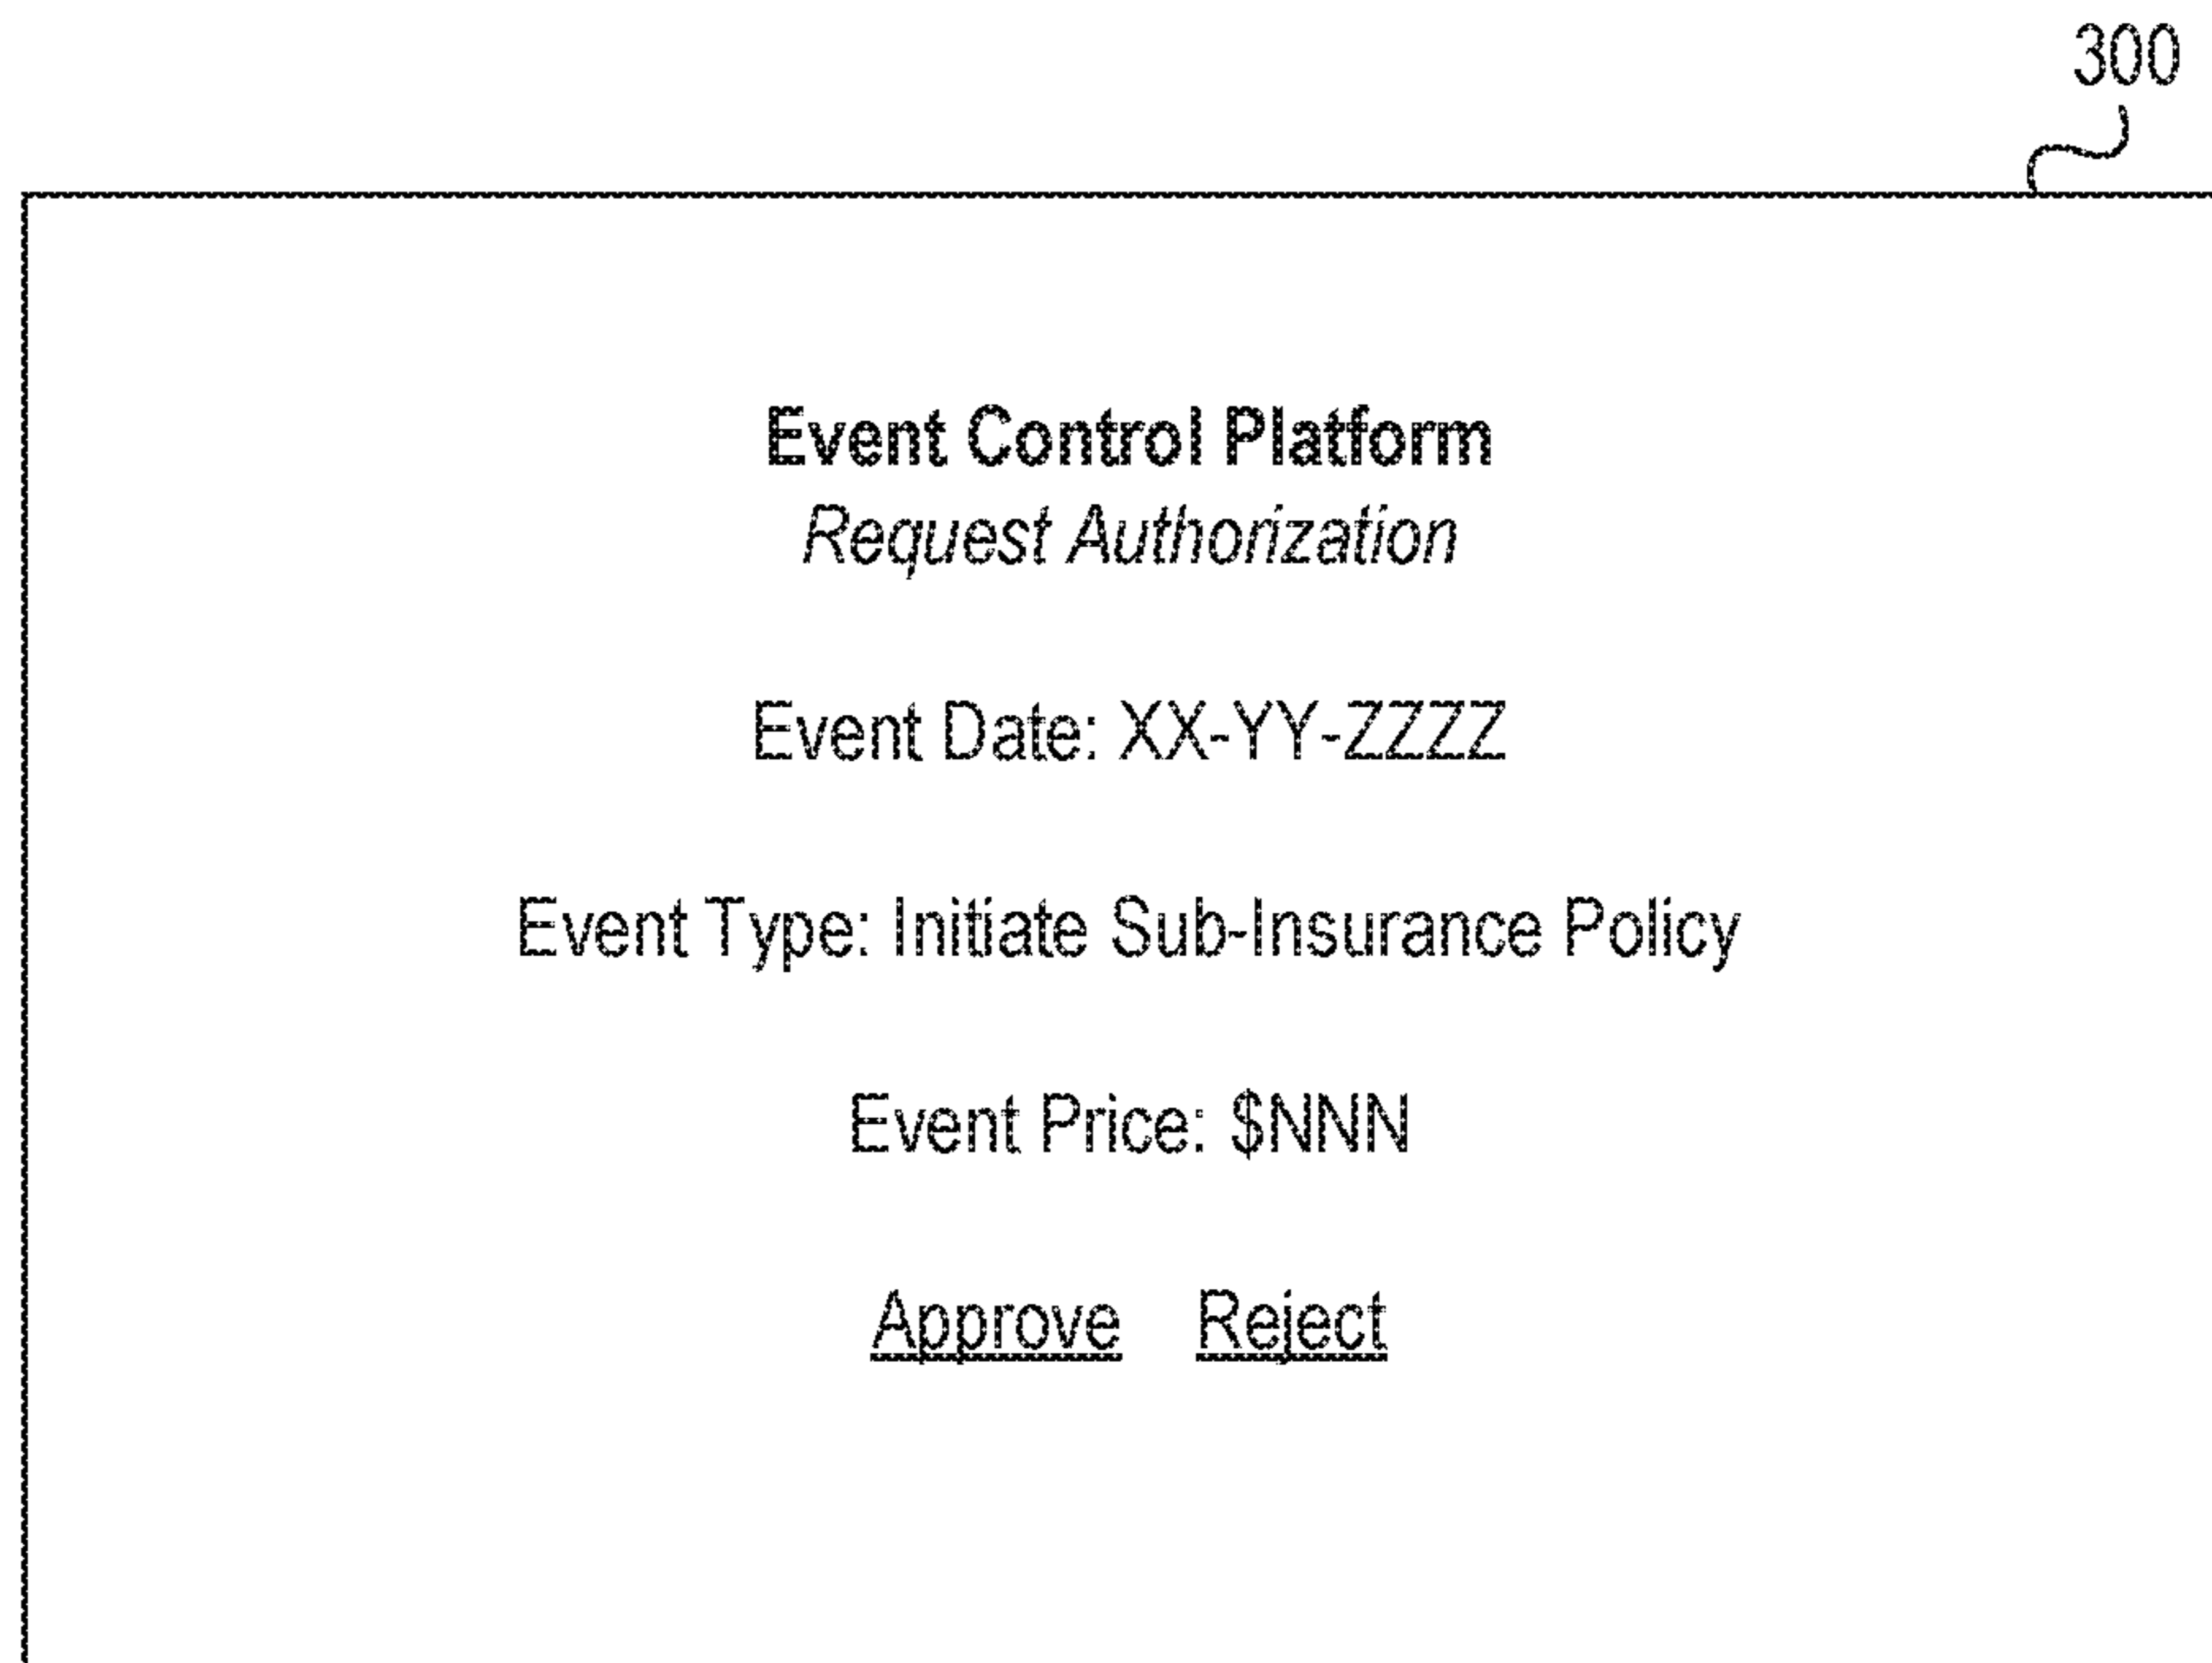 300
Event Control Platform
Request Authorization
Event Date: XX-YY-ZZZZ
Event Type: Initiate Sub-Insurance Policy
Event Price: $NNN
Approve Reject